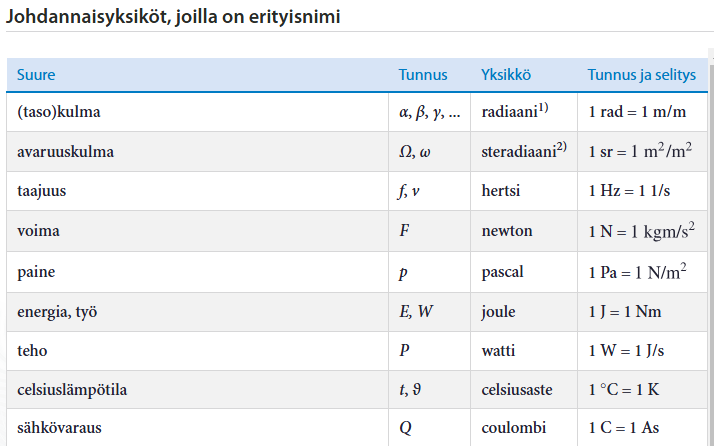 Johdannaisyksiköt, joilla on erityisnimi
Suure Tunnus Yksikkö Tunnus ja selitys
(taso)kulma α, β, γ, ... radiaani¹⁾ 1 rad = 1 m/m
avaruuskulma Ω, ω steradiaani²⁾ 1 sr = 1 m²/m²
taajuus f, ν hertsi 1 Hz = 1 1/s
voima F newton 1 N = 1 kgm/s²
paine p pascal 1 Pa = 1 N/m²
energia, työ E, W joule 1 J = 1 Nm
teho P watti 1 W = 1 J/s
celsiuslämpötila t, ϑ celsiusaste 1 °C = 1 K
sähkövaraus Q coulombi 1 C = 1 As